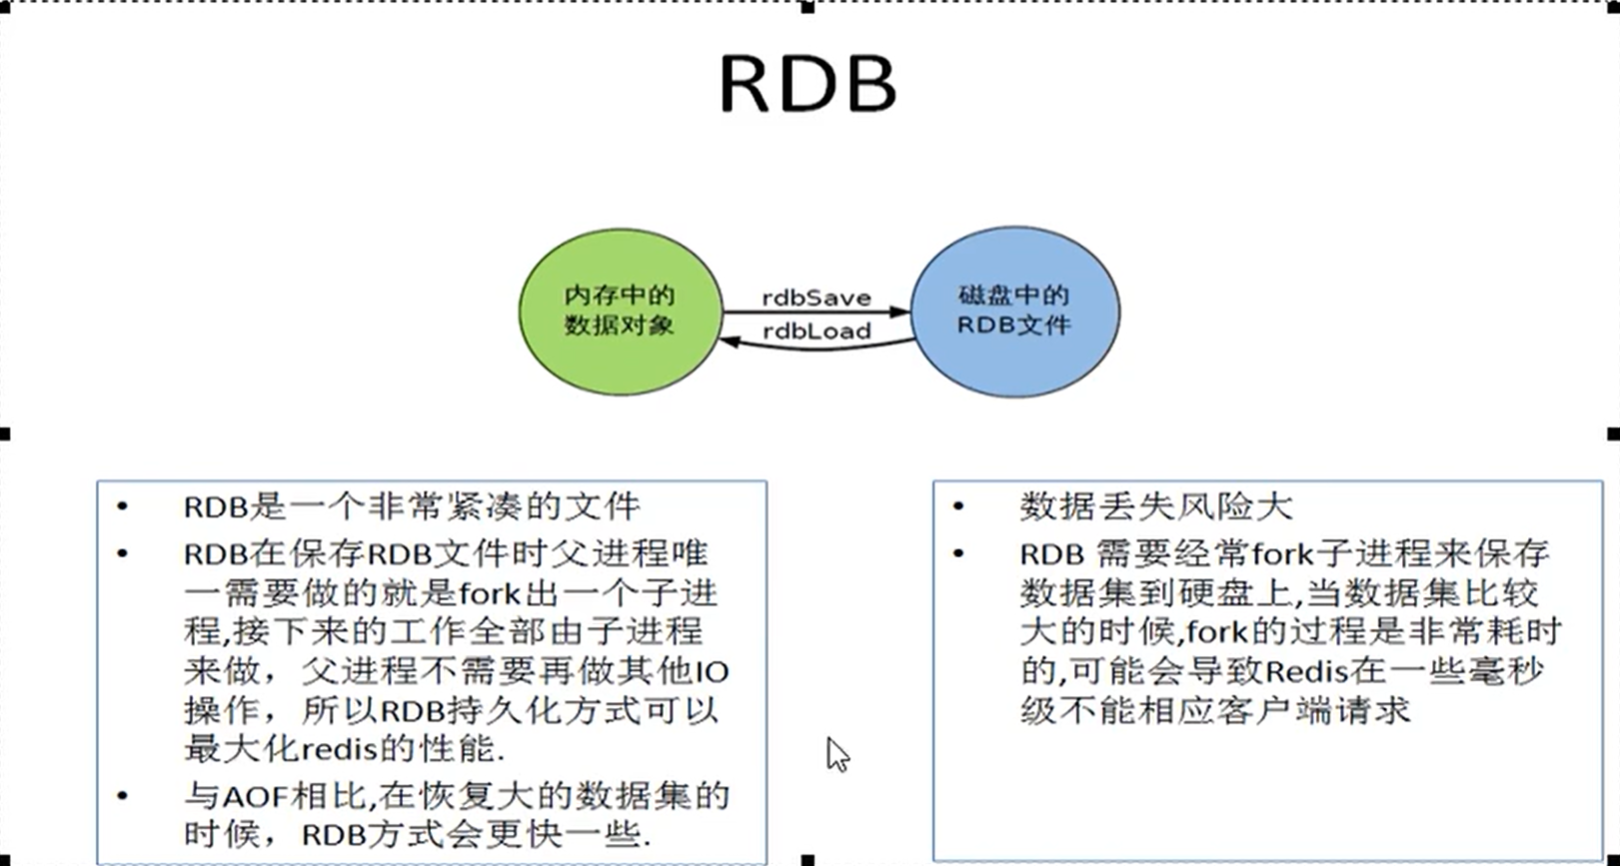 RDB
内存中的
数据对象
rdbSave
rdbLoad
磁盘中的
RDB文件
• RDB是一个非常紧凑的文件
• RDB在保存RDB文件时父进程唯
一需要做的就是fork出一个子进
程,接下来的工作全部由子进程
来做，父进程不需要再做其他IO
操作，所以RDB持久化方式可以
最大化redis的性能.
• 与AOF相比,在恢复大的数据集的
时候，RDB方式会更快一些.
• 数据丢失风险大
• RDB 需要经常fork子进程来保存
数据集到硬盘上,当数据集比较
大的时候,fork的过程是非常耗时
的,可能会导致Redis在一些毫秒
级不能相应客户端请求